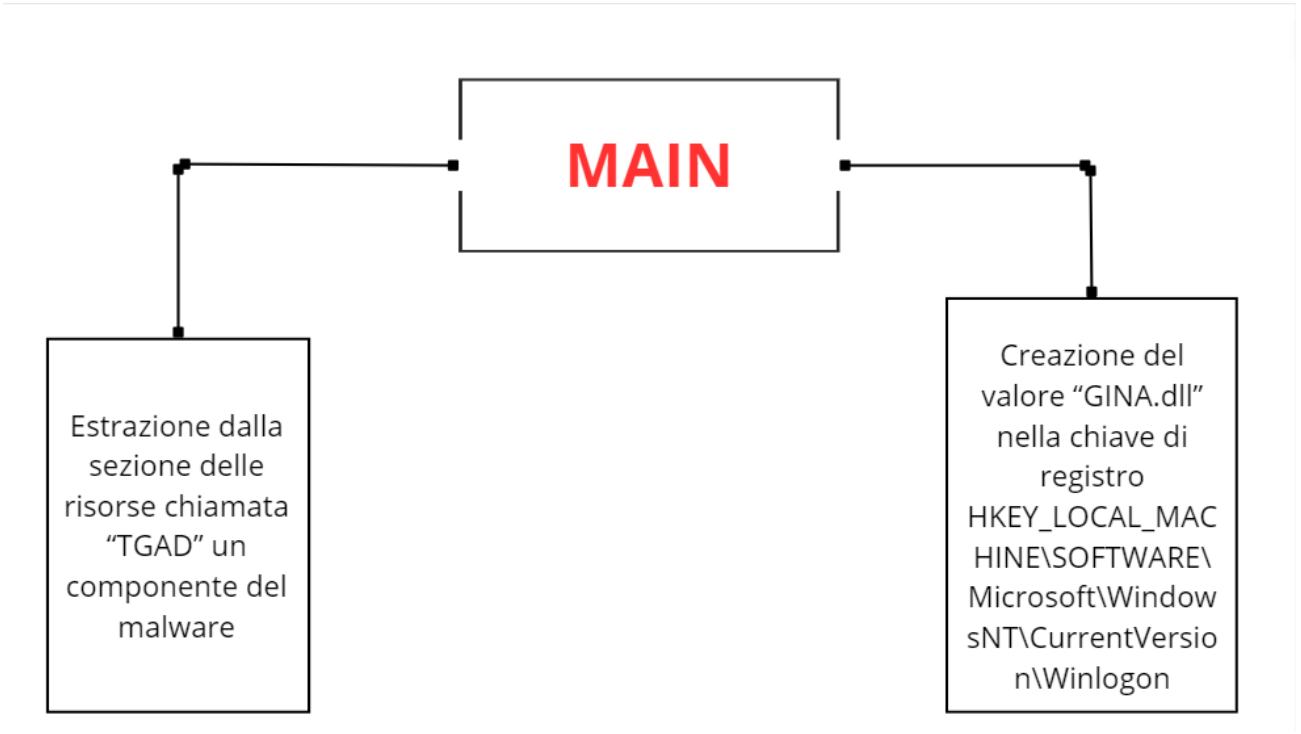 MAIN
Estrazione dalla
sezione delle
risorse chiamata
“TGAD” un
componente del
malware
Creazione del
valore “GINA.dll”
nella chiave di
registro
HKEY_LOCAL_MAC
HINE\SOFTWARE\
Microsoft\Window
sNT\CurrentVersio
n\Winlogon